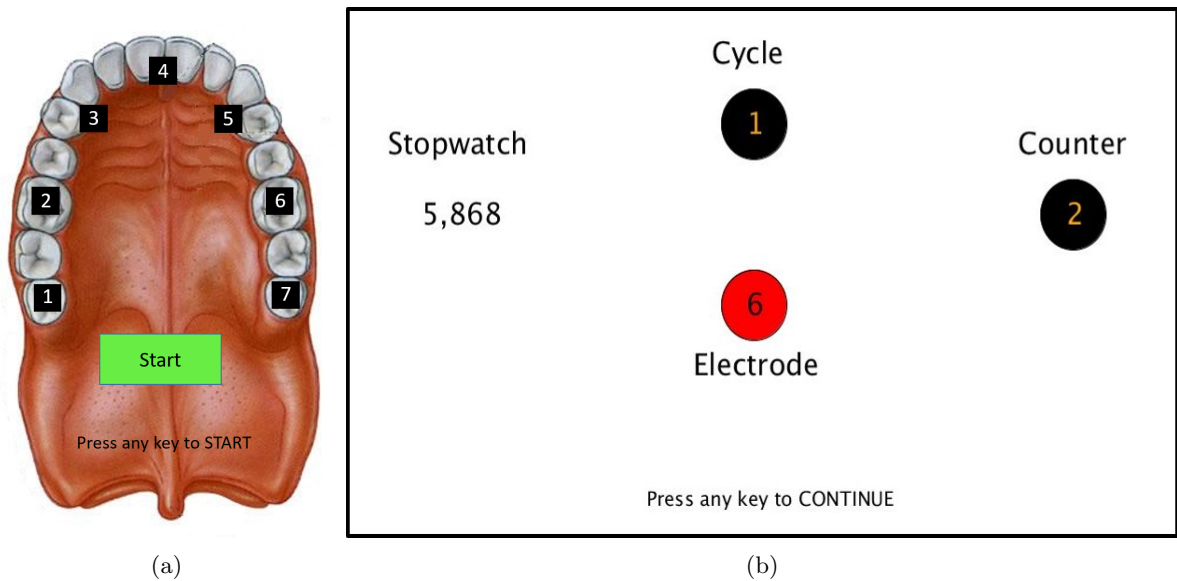 4
3
5
2
6
1
7
Start
Press any key to START
(a)
Cycle
1
Stopwatch
5,868
Counter
2
6
Electrode
Press any key to CONTINUE
(b)